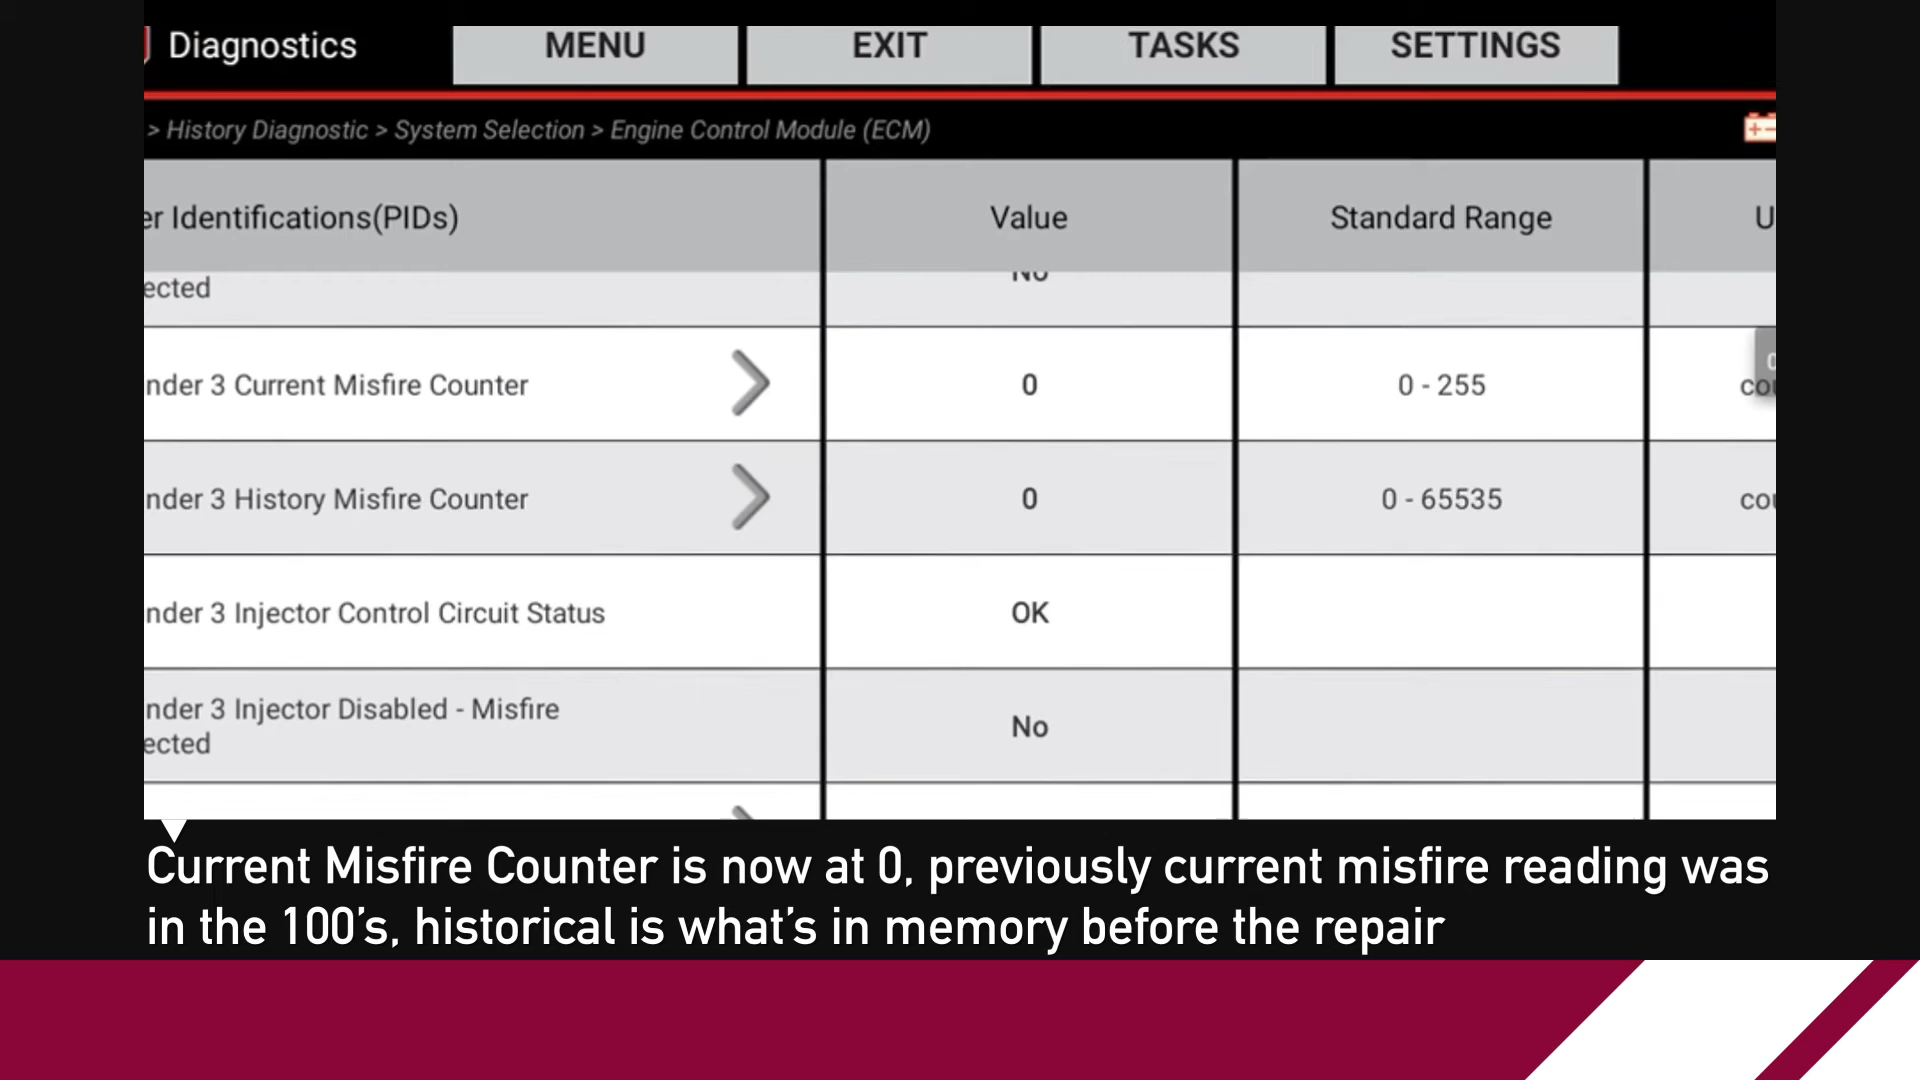 Diagnostics MENU EXIT TASKS SETTINGS
> History Diagnostic > System Selection > Engine Control Module (ECM)
er Identifications(PIDs) Value Standard Range U
ected No
nder 3 Current Misfire Counter 0 0 - 255 cou
nder 3 History Misfire Counter 0 0 - 65535 cou
nder 3 Injector Control Circuit Status OK
nder 3 Injector Disabled - Misfire
ected No
Current Misfire Counter is now at 0, previously current misfire reading was
in the 100's, historical is what's in memory before the repair